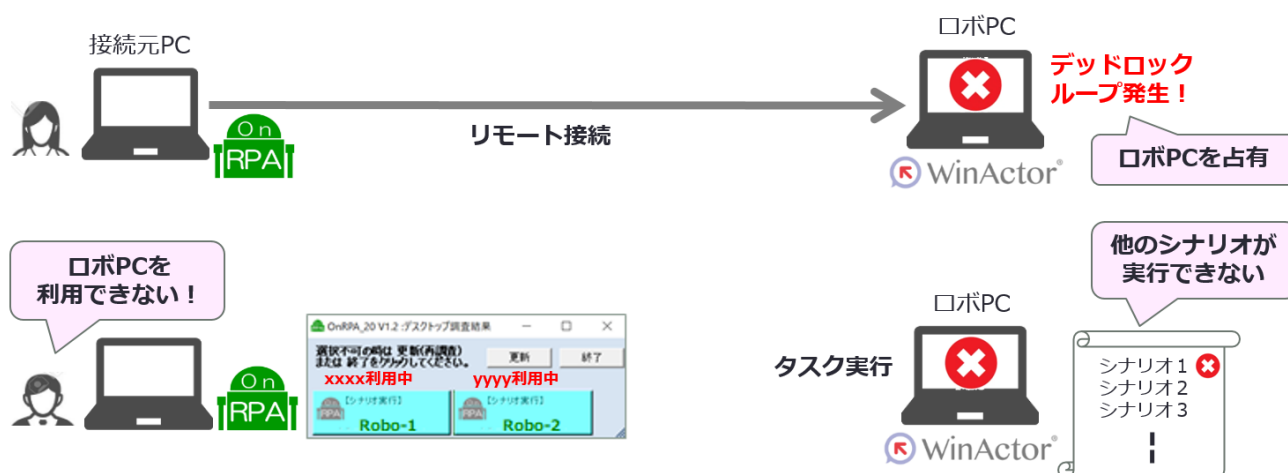 接続元PC
On
RPA
リモート接続
ロボPC
デッドロック
ループ発生！
WinActor®
ロボPCを占有
ロボPCを
利用できない！
On
RPA
OnRPA_20 V1.2 :デスクトップ調査結果
選択不可の時は 更新(再調査)
または 終了をクリックしてください。
更新
終了
xxxx利用中
yyyy利用中
【シナリオ実行】
RPA
Robo-1
【シナリオ実行】
RPA
Robo-2
タスク実行
ロボPC
WinActor®
他のシナリオが
実行できない
シナリオ1
シナリオ2
シナリオ3